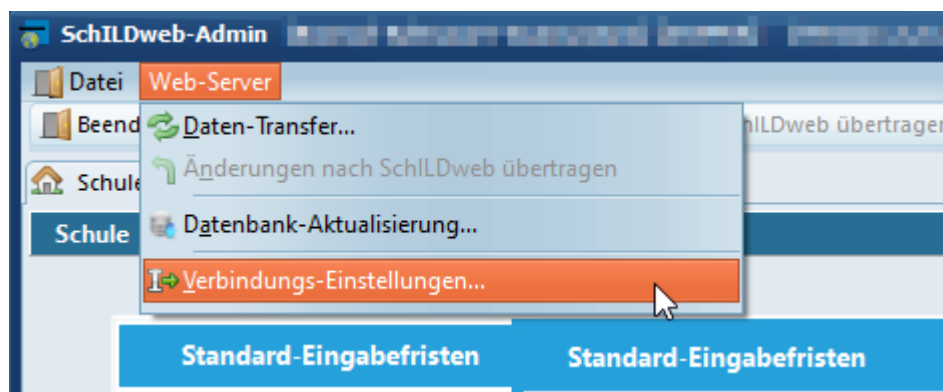 SchILDweb-Admin
Datei Web-Server
Beend
hILDweb übertrager
Daten-Transfer...
Änderungen nach SchILDweb übertragen
Schule
Datenbank-Aktualisierung...
Schule
Verbindungs-Einstellungen...
Standard-Eingabefristen Standard-Eingabefristen